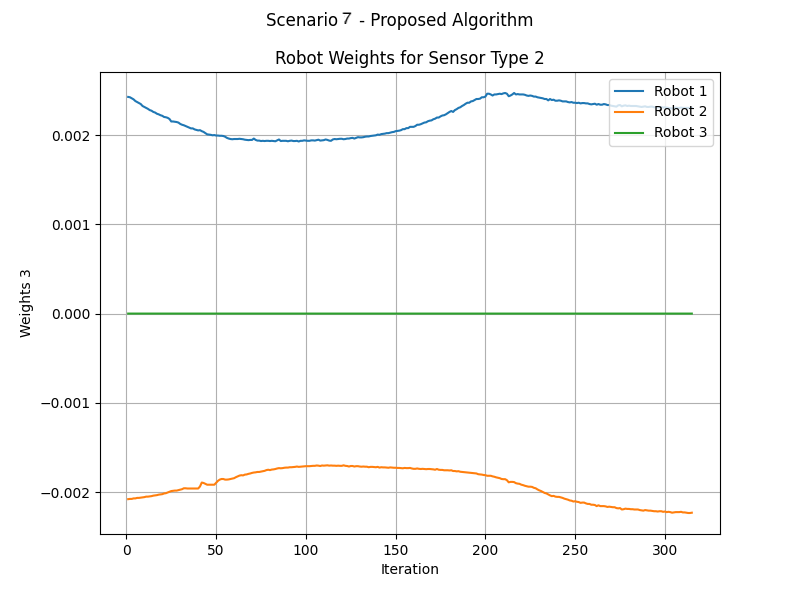 Scenario 7 - Proposed Algorithm
Robot Weights for Sensor Type 2
Robot 1
Robot 2
Robot 3
Weights 3
0.002
0.001
0.000
−0.001
−0.002
0 50 100 150 200 250 300
Iteration